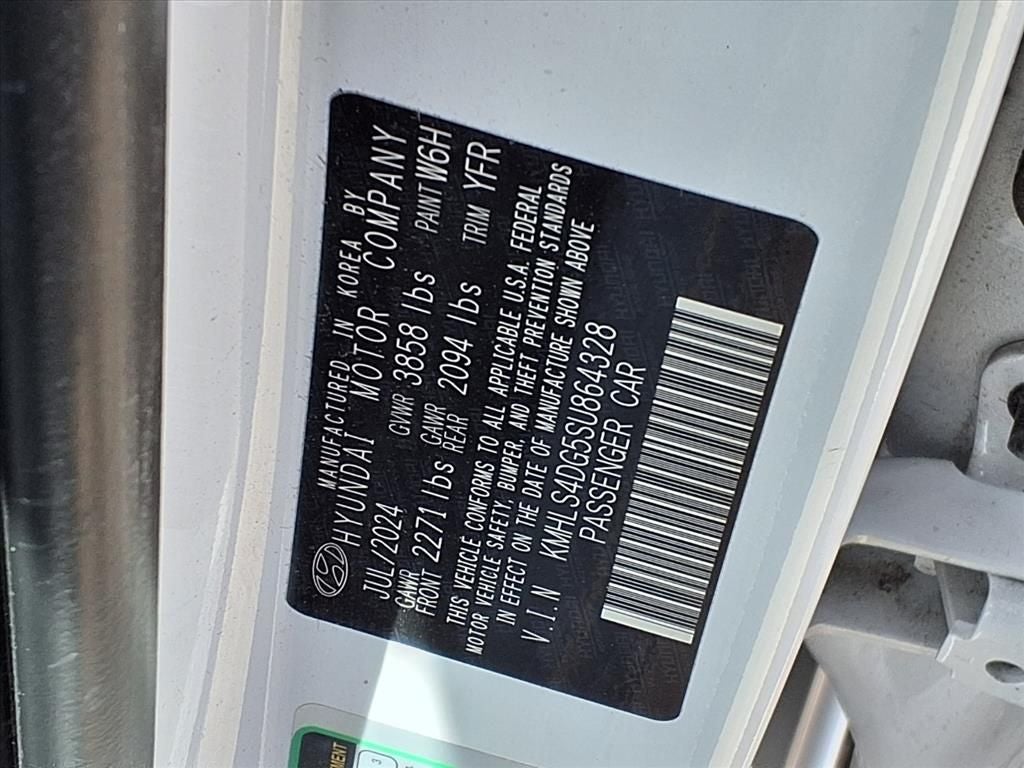 MANUFACTURED IN KOREA BY
HYUNDAI MOTOR COMPANY
JUL/2024 GVWR 3858 lbs PAINT W6H
GAWR FRONT 2271 lbs GAWR REAR 2094 lbs TRIM YFR
THIS VEHICLE CONFORMS TO ALL APPLICABLE U.S.A. FEDERAL
MOTOR VEHICLE SAFETY, BUMPER, AND THEFT PREVENTION STANDARDS
IN EFFECT ON THE DATE OF MANUFACTURE SHOWN ABOVE
V.I.N KMHLS4DG5SU864328
PASSENGER CAR
3